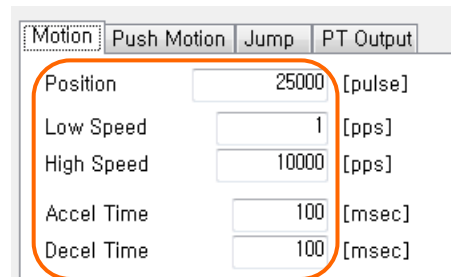 Motion Push Motion Jump PT Output
Position 25000 [pulse]
Low Speed 1 [pps]
High Speed 10000 [pps]
Accel Time 100 [msec]
Decel Time 100 [msec]